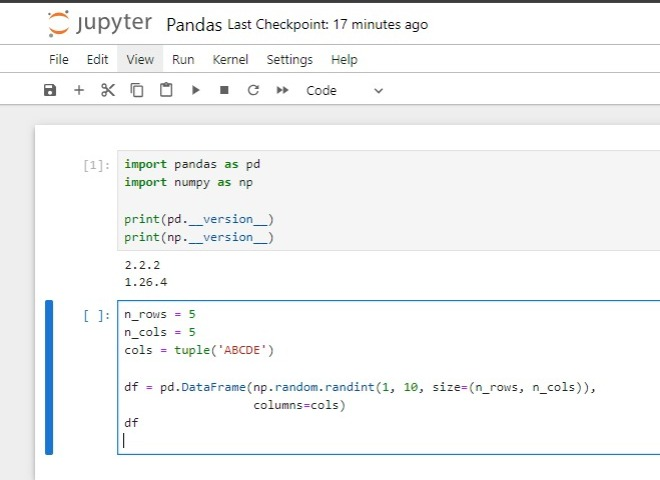 jupyter Pandas Last Checkpoint: 17 minutes ago
File Edit View Run Kernel Settings Help
Code
[1]: import pandas as pd
import numpy as np
print(pd.__version__)
print(np.__version__)
2.2.2
1.26.4
[ ]: n_rows = 5
n_cols = 5
cols = tuple('ABCDE')
df = pd.DataFrame(np.random.randint(1, 10, size=(n_rows, n_cols)),
columns=cols)
df